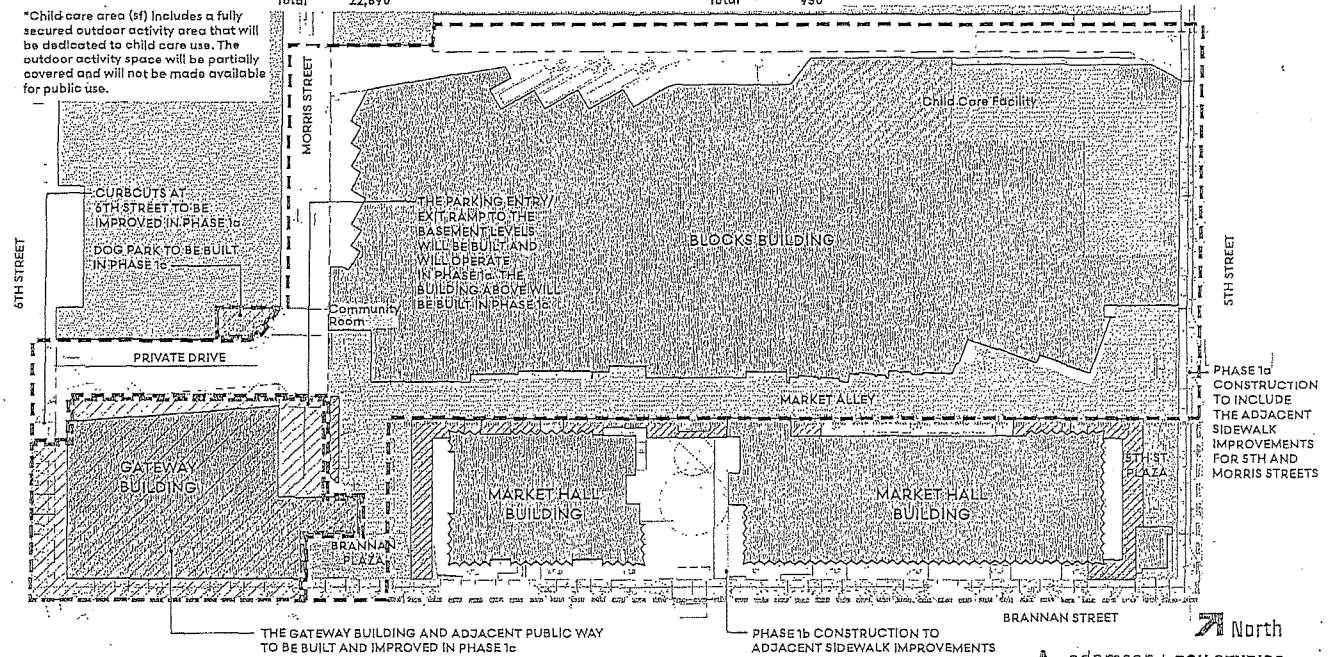 Total 22,690 Total 950
*Child care area (sf) includes a fully
secured outdoor activity area that will
be dedicated to child care use. The
outdoor activity space will be partially
covered and will not be made available
for public use.
MORRIS STREET
Child Care Facility
CURBCUTS AT
6TH STREET TO BE
IMPROVED IN PHASE 1c
DOG PARK TO BE BUILT
IN PHASE 1c
THE PARKING ENTRY/
EXIT RAMP TO THE
BASEMENT LEVELS
WILL BE BUILT AND
WILL OPERATE
IN PHASE 1a. THE
BUILDING ABOVE WILL
BE BUILT IN PHASE 1c.
BLOCKS BUILDING
6TH STREET
5TH STREET
Community
Room
PRIVATE DRIVE
MARKET ALLEY
PHASE 1a
CONSTRUCTION
TO INCLUDE
THE ADJACENT
SIDEWALK
IMPROVEMENTS
FOR 5TH AND
MORRIS STREETS
GATEWAY
BUILDING
MARKET HALL
BUILDING
MARKET HALL
BUILDING
5TH ST.
PLAZA
BRANNAN
PLAZA
BRANNAN STREET
THE GATEWAY BUILDING AND ADJACENT PUBLIC WAY
TO BE BUILT AND IMPROVED IN PHASE 1c
PHASE 1b CONSTRUCTION TO
ADJACENT SIDEWALK IMPROVEMENTS
North